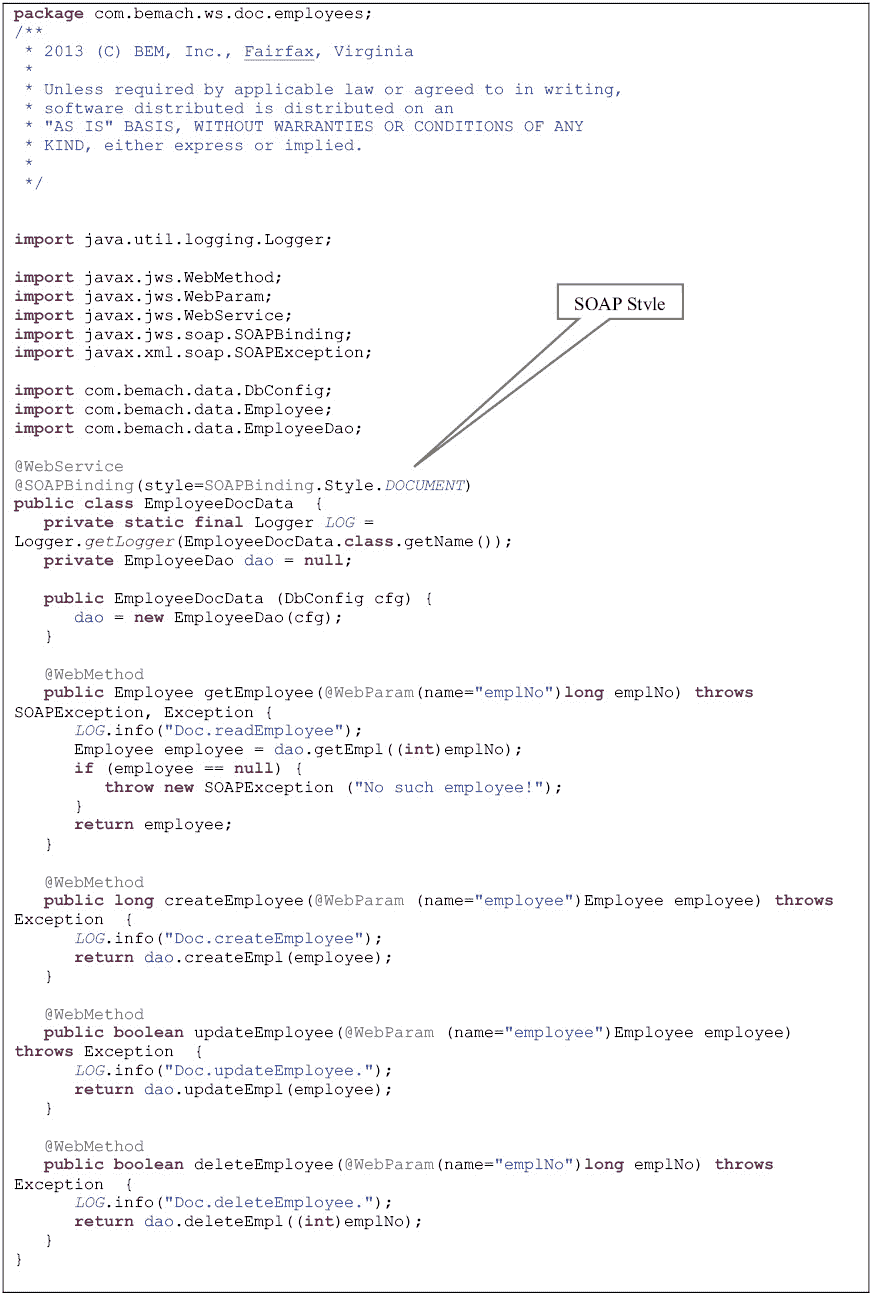 package com.bemach.ws.doc.employees;
/**
 * 2013 (C) BEM, Inc., Fairfax, Virginia
 *
 * Unless required by applicable law or agreed to in writing,
 * software distributed is distributed on an
 * "AS IS" BASIS, WITHOUT WARRANTIES OR CONDITIONS OF ANY
 * KIND, either express or implied.
 *
 */
import java.util.logging.Logger;
import javax.jws.WebMethod;
import javax.jws.WebParam;
import javax.jws.WebService;
import javax.jws.soap.SOAPBinding;
import javax.xml.soap.SOAPException;
SOAP Style
import com.bemach.data.DbConfig;
import com.bemach.data.Employee;
import com.bemach.data.EmployeeDao;
@WebService
@SOAPBinding(style=SOAPBinding.Style.DOCUMENT)
public class EmployeeDocData  {
   private static final Logger LOG =
Logger.getLogger(EmployeeDocData.class.getName());
   private EmployeeDao dao = null;
   public EmployeeDocData (DbConfig cfg) {
      dao = new EmployeeDao(cfg);
   }
   @WebMethod
   public Employee getEmployee(@WebParam(name="emplNo")long emplNo) throws
SOAPException, Exception {
      LOG.info("Doc.readEmployee");
      Employee employee = dao.getEmpl((int)emplNo);
      if (employee == null) {
         throw new SOAPException ("No such employee!");
      }
      return employee;
   }
   @WebMethod
   public long createEmployee(@WebParam (name="employee")Employee employee) throws
Exception  {
      LOG.info("Doc.createEmployee");
      return dao.createEmpl(employee);
   }
   @WebMethod
   public boolean updateEmployee(@WebParam (name="employee")Employee employee)
throws Exception  {
      LOG.info("Doc.updateEmployee.");
      return dao.updateEmpl(employee);
   }
   @WebMethod
   public boolean deleteEmployee(@WebParam(name="emplNo")long emplNo) throws
Exception  {
      LOG.info("Doc.deleteEmployee.");
      return dao.deleteEmpl((int)emplNo);
   }
}